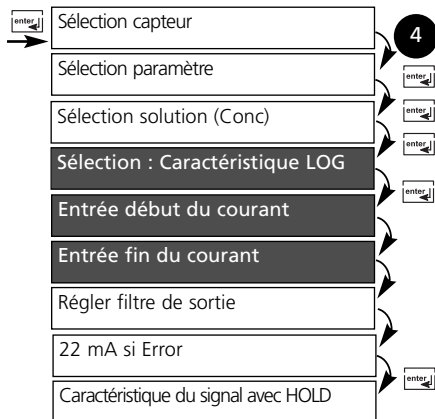 enter
Sélection capteur
4
Sélection paramètre
enter
Sélection solution (Conc)
enter
enter
Sélection : Caractéristique LOG
enter
Entrée début du courant
Entrée fin du courant
Régler filtre de sortie
22 mA si Error
enter
Caractéristique du signal avec HOLD